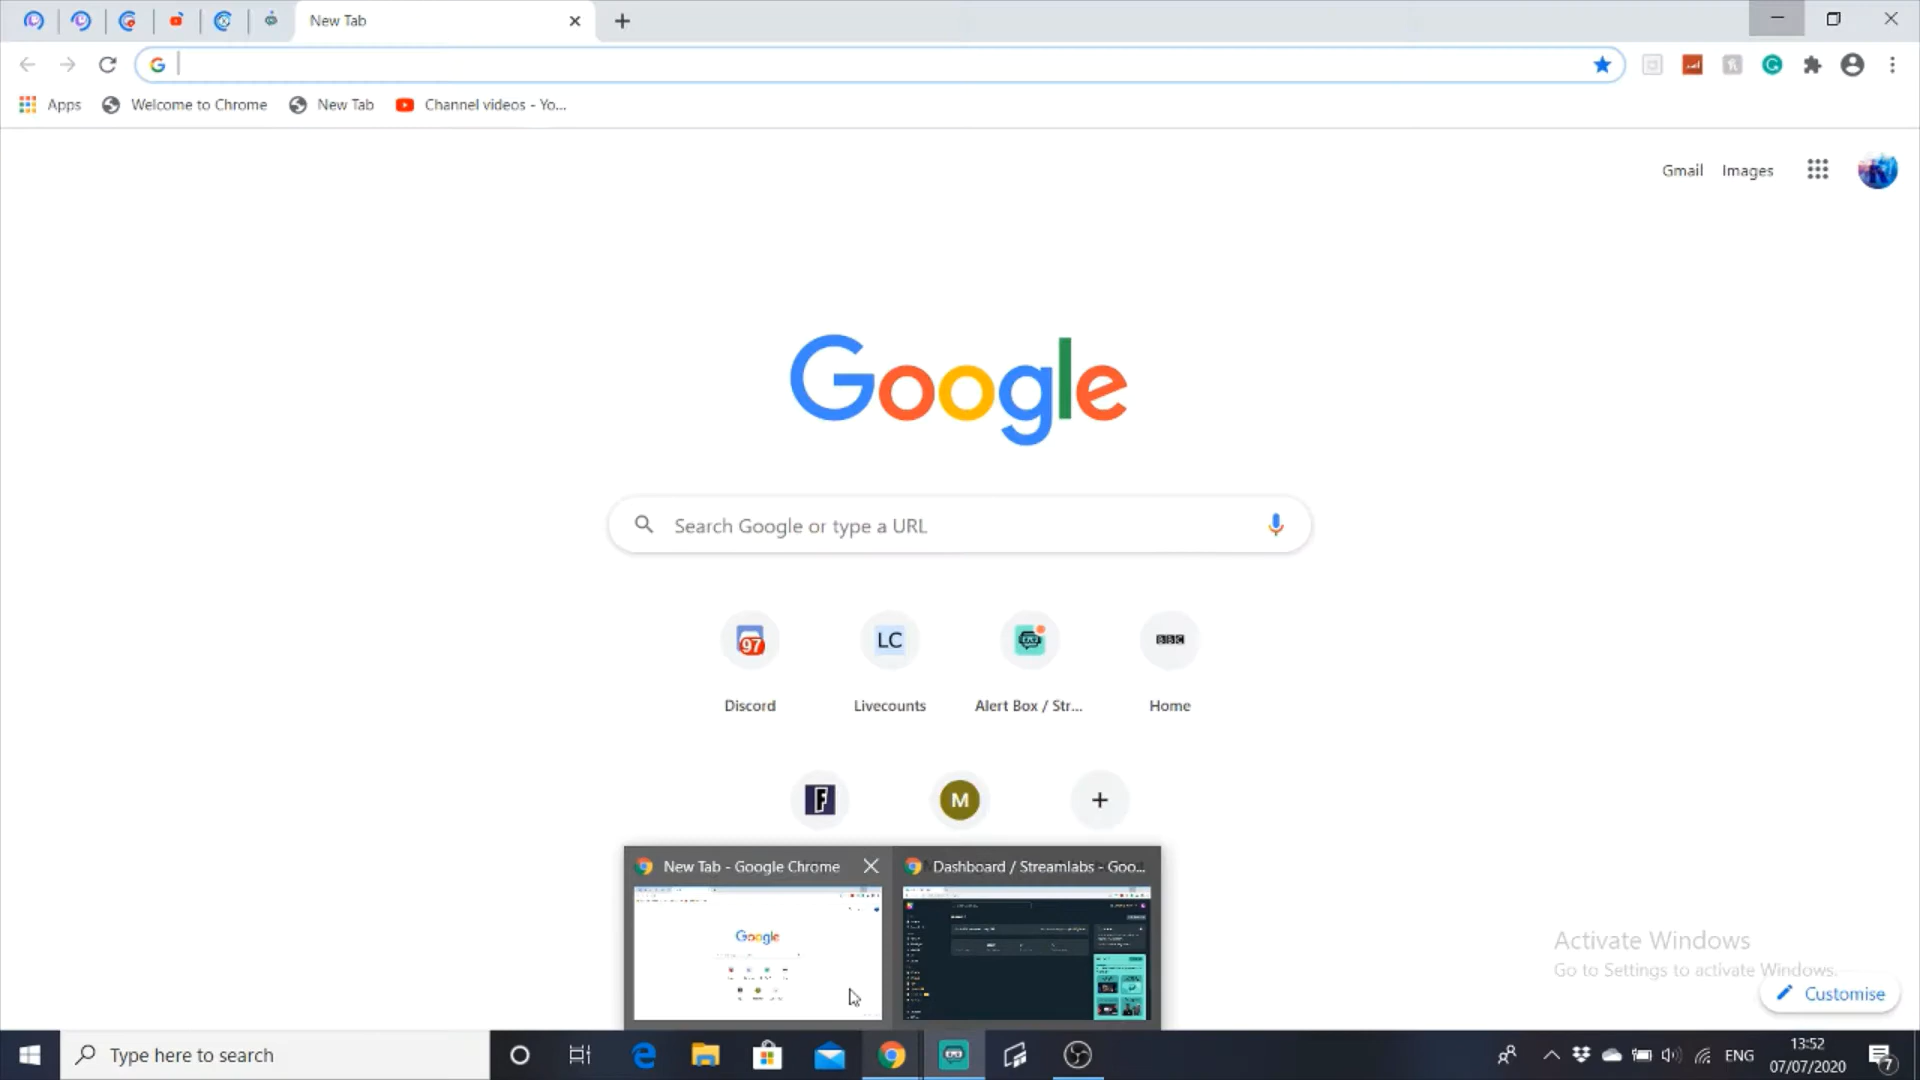 New Tab
Apps
Welcome to Chrome
New Tab
Channel videos - Yo...
Gmail
Images
Google
Search Google or type a URL
97
LC
BBC
Discord
Livecounts
Alert Box / Str...
Home
F
M
New Tab - Google Chrome
Dashboard / Streamlabs - Goo...
Google
Activate Windows
Go to Settings to activate Windows.
Customise
Type here to search
ENG
13:52
07/07/2020
7